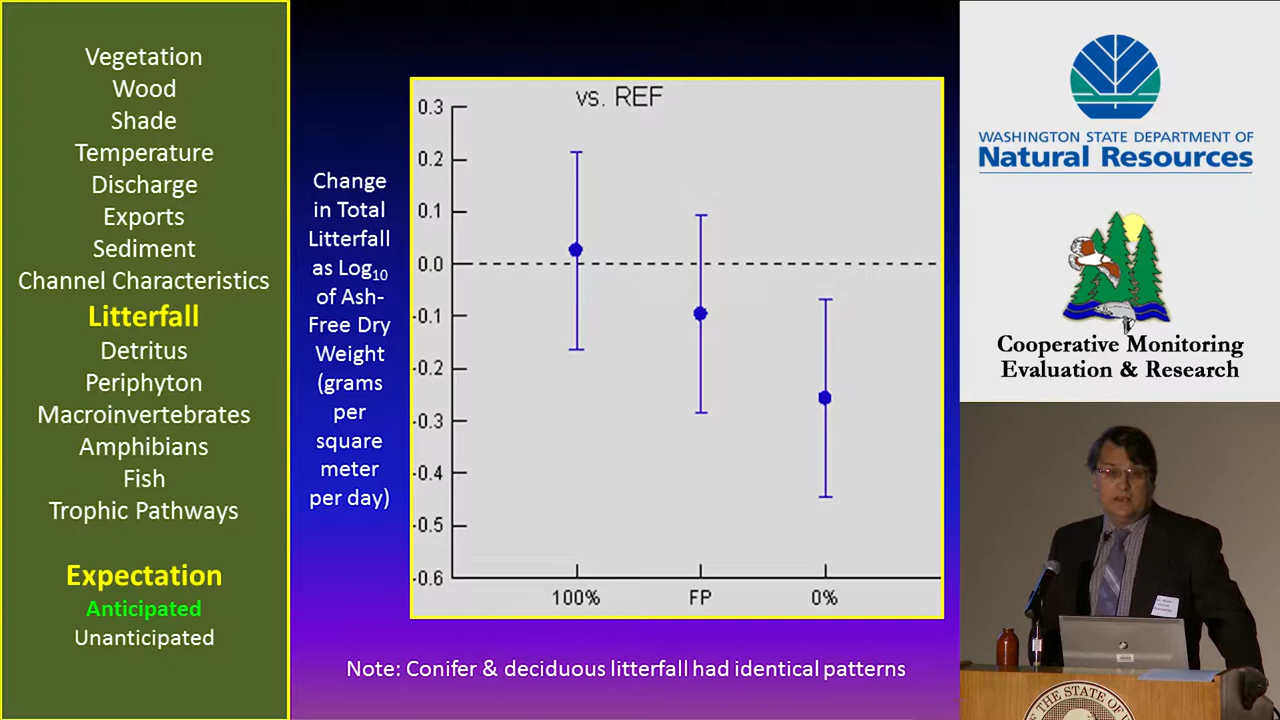 Vegetation
Wood
Shade
Temperature
Discharge
Exports
Sediment
Channel Characteristics
Litterfall
Detritus
Periphyton
Macroinvertebrates
Amphibians
Fish
Trophic Pathways
Expectation
Anticipated
Unanticipated
Change
in Total
Litterfall
as Log10
of Ash-
Free Dry
Weight
(grams
per
square
meter
per day)
vs. REF
0.3
0.2
0.1
0.0
-0.1
-0.2
-0.3
-0.4
-0.5
-0.6
100% FP 0%
Note: Conifer & deciduous litterfall had identical patterns
WASHINGTON STATE DEPARTMENT OF
Natural Resources
Cooperative Monitoring
Evaluation & Research
OF THE STATE OF